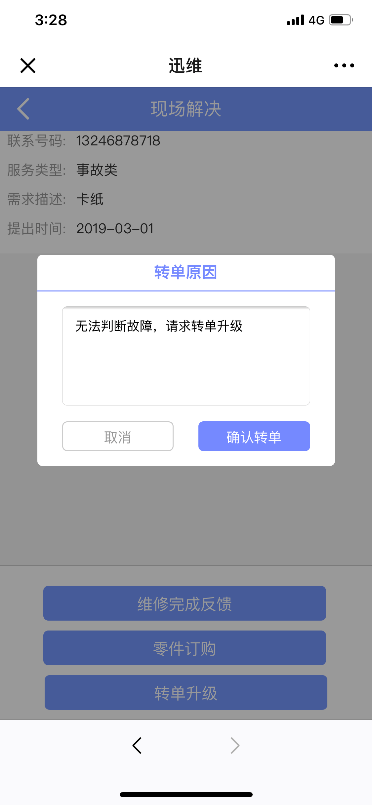 3:28
4G
迅维
现场解决
联系号码: 13246878718
服务类型: 事故类
需求描述: 卡纸
提出时间: 2019-03-01
转单原因
无法判断故障，请求转单升级
取消
确认转单
维修完成反馈
零件订购
转单升级